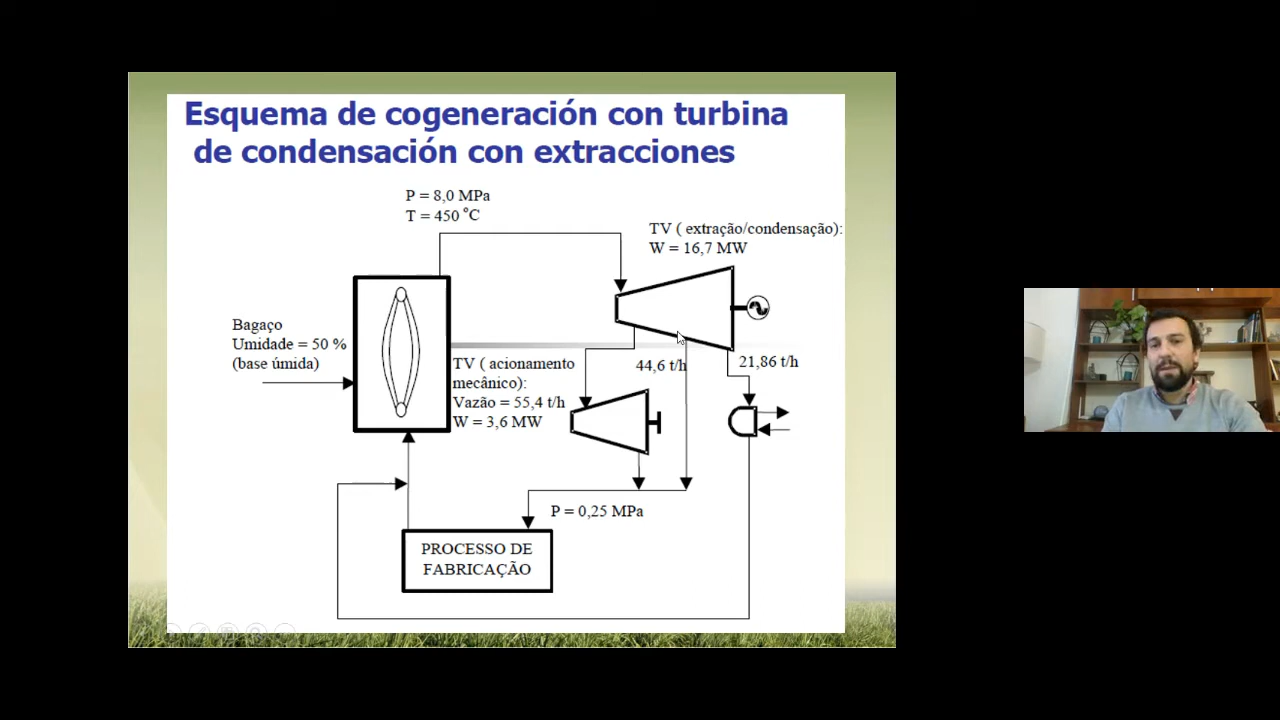 Esquema de cogeneración con turbina
de condensación con extracciones
P = 8,0 MPa
T = 450 °C
TV ( extração/condensação):
W = 16,7 MW
Bagaço
Umidade = 50 %
(base úmida)
TV ( acionamento
mecânico):
Vazão = 55,4 t/h
W = 3,6 MW
44,6 t/h
21,86 t/h
P = 0,25 MPa
PROCESSO DE
FABRICAÇÃO